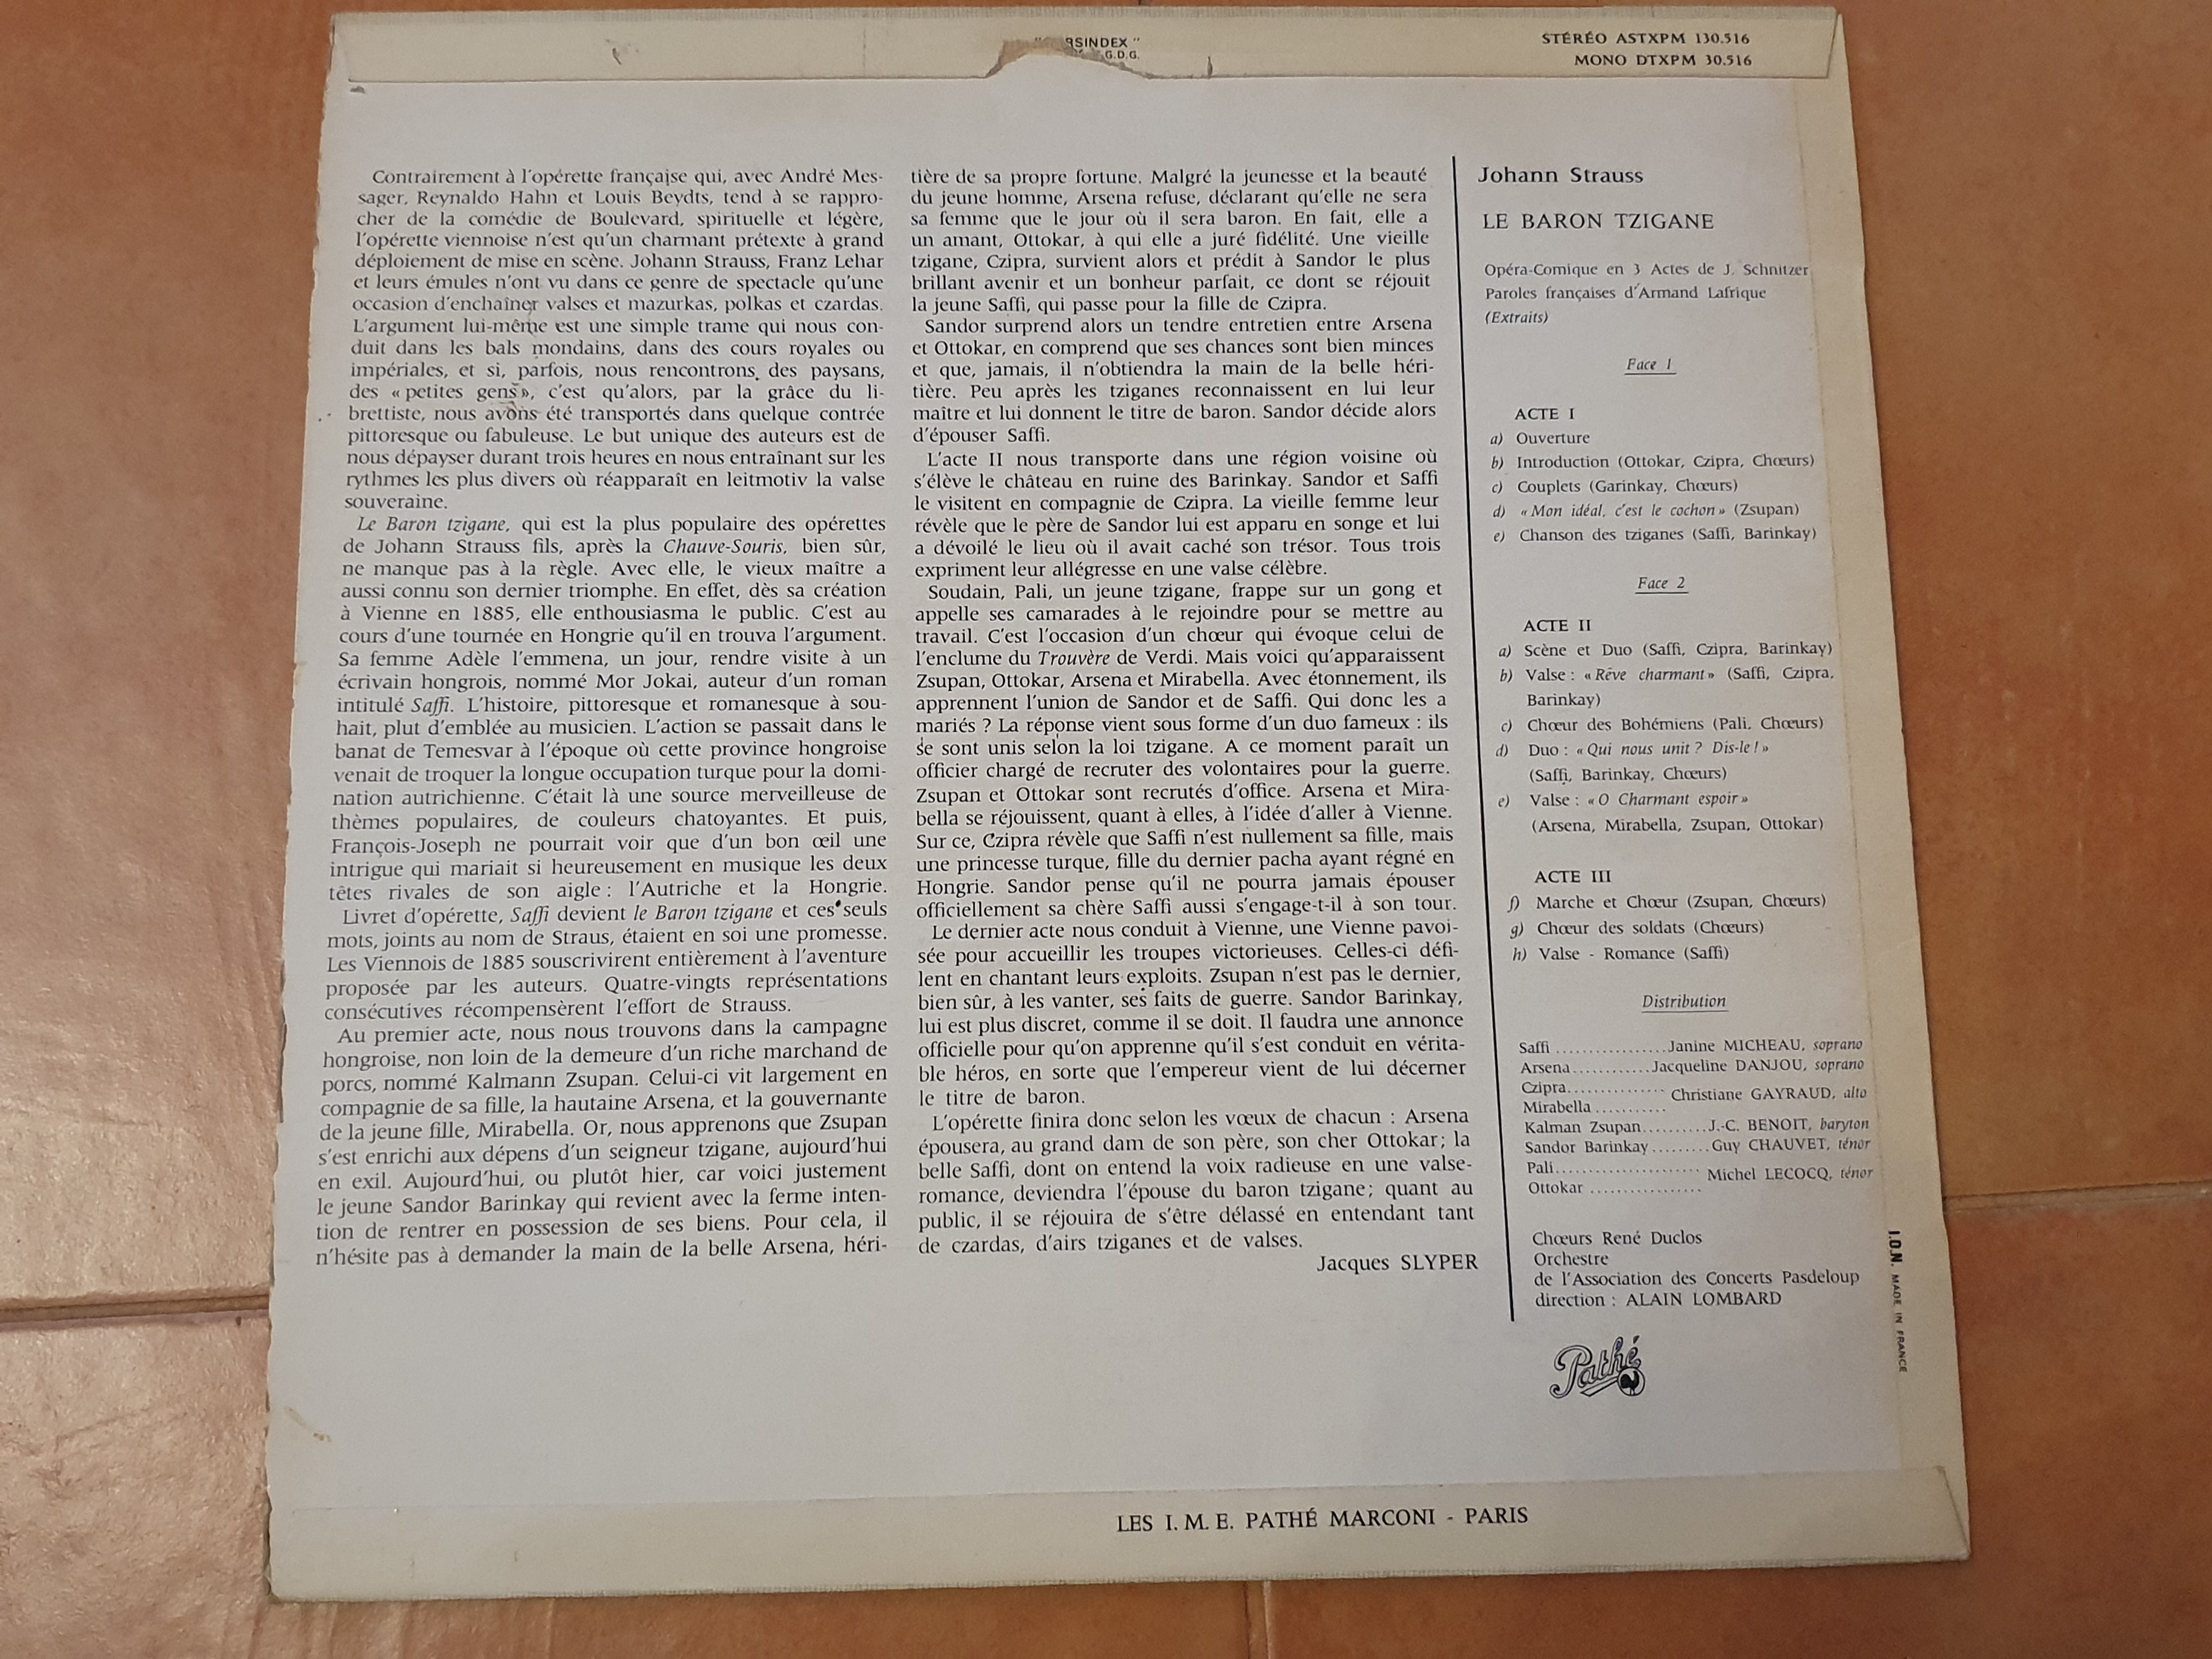 RSINDEX "
G.D.G.
STÉRÉO ASTXPM 130.516
MONO DTXPM 30.516
Contrairement à l'opérette française qui, avec André Mes-
sager, Reynaldo Hahn et Louis Beydts, tend à se rappro-
cher de la comédie de Boulevard, spirituelle et légère,
l'opérette viennoise n'est qu'un charmant prétexte à grand
déploiement de mise en scène. Johann Strauss, Franz Lehar
et leurs émules n'ont vu dans ce genre de spectacle qu'une
occasion d'enchaîner valses et mazurkas, polkas et czardas.
L'argument lui-même est une simple trame qui nous con-
duit dans les bals mondains, dans des cours royales ou
impériales, et si, parfois, nous rencontrons des paysans,
des « petites gens », c'est qu'alors, par la grâce du li-
brettiste, nous avons été transportés dans quelque contrée
pittoresque ou fabuleuse. Le but unique des auteurs est de
nous dépayser durant trois heures en nous entraînant sur les
rythmes les plus divers où réapparaît en leitmotiv la valse
souveraine.
Le Baron tzigane, qui est la plus populaire des opérettes
de Johann Strauss fils, après la Chauve-Souris, bien sûr,
ne manque pas à la règle. Avec elle, le vieux maître a
aussi connu son dernier triomphe. En effet, dès sa création
à Vienne en 1885, elle enthousiasma le public. C'est au
cours d'une tournée en Hongrie qu'il en trouva l'argument.
Sa femme Adèle l'emmena, un jour, rendre visite à un
écrivain hongrois, nommé Mor Jokai, auteur d'un roman
intitulé Saffi. L'histoire, pittoresque et romanesque à sou-
hait, plut d'emblée au musicien. L'action se passait dans le
banat de Temesvar à l'époque où cette province hongroise
venait de troquer la longue occupation turque pour la domi-
nation autrichienne. C'était là une source merveilleuse de
thèmes populaires, de couleurs chatoyantes. Et puis,
François-Joseph ne pourrait voir que d'un bon œil une
intrigue qui mariait si heureusement en musique les deux
têtes rivales de son aigle : l'Autriche et la Hongrie.
Livret d'opérette, Saffi devient le Baron tzigane et ces seuls
mots, joints au nom de Straus, étaient en soi une promesse.
Les Viennois de 1885 souscrivirent entièrement à l'aventure
proposée par les auteurs. Quatre-vingts représentations
consécutives récompensèrent l'effort de Strauss.
Au premier acte, nous nous trouvons dans la campagne
hongroise, non loin de la demeure d'un riche marchand de
porcs, nommé Kalmann Zsupan. Celui-ci vit largement en
compagnie de sa fille, la hautaine Arsena, et la gouvernante
de la jeune fille, Mirabella. Or, nous apprenons que Zsupan
s'est enrichi aux dépens d'un seigneur tzigane, aujourd'hui
en exil. Aujourd'hui, ou plutôt hier, car voici justement
le jeune Sandor Barinkay qui revient avec la ferme inten-
tion de rentrer en possession de ses biens. Pour cela, il
n'hésite pas à demander la main de la belle Arsena, héri-
tière de sa propre fortune. Malgré la jeunesse et la beauté
du jeune homme, Arsena refuse, déclarant qu'elle ne sera
sa femme que le jour où il sera baron. En fait, elle a
un amant, Ottokar, à qui elle a juré fidélité. Une vieille
tzigane, Czipra, survient alors et prédit à Sandor le plus
brillant avenir et un bonheur parfait, ce dont se réjouit
la jeune Saffi, qui passe pour la fille de Czipra.
Sandor surprend alors un tendre entretien entre Arsena
et Ottokar, en comprend que ses chances sont bien minces
et que, jamais, il n'obtiendra la main de la belle héri-
tière. Peu après les tziganes reconnaissent en lui leur
maître et lui donnent le titre de baron. Sandor décide alors
d'épouser Saffi.
L'acte II nous transporte dans une région voisine où
s'élève le château en ruine des Barinkay. Sandor et Saffi
le visitent en compagnie de Czipra. La vieille femme leur
révèle que le père de Sandor lui est apparu en songe et lui
a dévoilé le lieu où il avait caché son trésor. Tous trois
expriment leur allégresse en une valse célèbre.
Soudain, Pali, un jeune tzigane, frappe sur un gong et
appelle ses camarades à le rejoindre pour se mettre au
travail. C'est l'occasion d'un chœur qui évoque celui de
l'enclume du Trouvère de Verdi. Mais voici qu'apparaissent
Zsupan, Ottokar, Arsena et Mirabella. Avec étonnement, ils
apprennent l'union de Sandor et de Saffi. Qui donc les a
mariés ? La réponse vient sous forme d'un duo fameux : ils
se sont unis selon la loi tzigane. A ce moment paraît un
officier chargé de recruter des volontaires pour la guerre.
Zsupan et Ottokar sont recrutés d'office. Arsena et Mira-
bella se réjouissent, quant à elles, à l'idée d'aller à Vienne.
Sur ce, Czipra révèle que Saffi n'est nullement sa fille, mais
une princesse turque, fille du dernier pacha ayant régné en
Hongrie. Sandor pense qu'il ne pourra jamais épouser
officiellement sa chère Saffi aussi s'engage-t-il à son tour.
Le dernier acte nous conduit à Vienne, une Vienne pavoi-
sée pour accueillir les troupes victorieuses. Celles-ci défi-
lent en chantant leurs exploits. Zsupan n'est pas le dernier,
bien sûr, à les vanter, ses faits de guerre. Sandor Barinkay,
lui est plus discret, comme il se doit. Il faudra une annonce
officielle pour qu'on apprenne qu'il s'est conduit en vérita-
ble héros, en sorte que l'empereur vient de lui décerner
le titre de baron.
L'opérette finira donc selon les vœux de chacun : Arsena
épousera, au grand dam de son père, son cher Ottokar ; la
belle Saffi, dont on entend la voix radieuse en une valse-
romance, deviendra l'épouse du baron tzigane ; quant au
public, il se réjouira de s'être délassé en entendant tant
de czardas, d'airs tziganes et de valses.
Jacques SLYPER
Johann Strauss
LE BARON TZIGANE
Opéra-Comique en 3 Actes de J. Schnitzer
Paroles françaises d'Armand Lafrique
(Extraits)
Face 1
ACTE I
a) Ouverture
b) Introduction (Ottokar, Czipra, Chœurs)
c) Couplets (Garinkay, Chœurs)
d) « Mon idéal, c'est le cochon » (Zsupan)
e) Chanson des tziganes (Saffi, Barinkay)
Face 2
ACTE II
a) Scène et Duo (Saffi, Czipra, Barinkay)
b) Valse : « Rêve charmant » (Saffi, Czipra,
Barinkay)
c) Chœur des Bohémiens (Pali, Chœurs)
d) Duo : « Qui nous unit ? Dis-le ! »
(Saffi, Barinkay, Chœurs)
e) Valse : « O Charmant espoir »
(Arsena, Mirabella, Zsupan, Ottokar)
ACTE III
f) Marche et Chœur (Zsupan, Chœurs)
g) Chœur des soldats (Chœurs)
h) Valse - Romance (Saffi)
Distribution
Saffi ................. Janine MICHEAU, soprano
Arsena ............ Jacqueline DANJOU, soprano
Czipra ...............
Mirabella ........... Christiane GAYRAUD, alto
Kalman Zsupan .......... J.-C. BENOIT, baryton
Sandor Barinkay ......... Guy CHAUVET, ténor
Pali ......................
Ottokar ................. Michel LECOCQ, ténor
Chœurs René Duclos
Orchestre
de l'Association des Concerts Pasdeloup
direction : ALAIN LOMBARD
Pathé
I.O.N. MADE IN FRANCE
LES I. M. E. PATHÉ MARCONI - PARIS